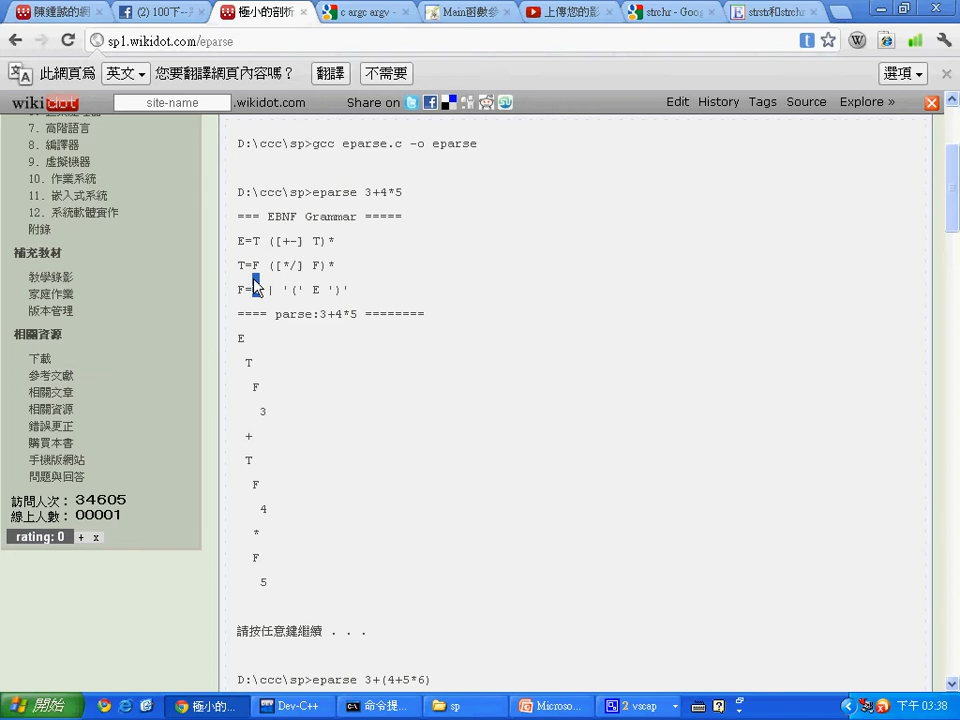 陳鍾誠的網
(2) 100下--系
極小的剖析
c argc argv -
Main函數參
上傳您的影
strchr - Goog
strstr和strchr
sp1.wikidot.com/eparse
此網頁為 英文 您要翻譯網頁內容嗎？ 翻譯 不需要 選項
wikidot site-name .wikidot.com Share on Edit History Tags Source Explore »
7. 高階語言
8. 編譯器
9. 虛擬機器
10. 作業系統
11. 嵌入式系統
12. 系統軟體實作
附錄
補充教材
教學錄影
家庭作業
版本管理
相關資源
下載
參考文獻
相關文章
相關資源
錯誤更正
購買本書
手機版網站
問題與回答
訪問人次： 34605
線上人數： 00001
rating: 0 + x
D:\ccc\sp>gcc eparse.c -o eparse
D:\ccc\sp>eparse 3+4*5
=== EBNF Grammar =====
E=T ([+-] T)*
T=F ([*/] F)*
F= | '(' E ')'
==== parse:3+4*5 ========
E
T
F
3
+
T
F
4
*
F
5
請按任意鍵繼續 . . .
D:\ccc\sp>eparse 3+(4+5*6)
開始
極小的...
Dev-C++
命令提...
sp
Microso...
2 vscap
下午 03:38